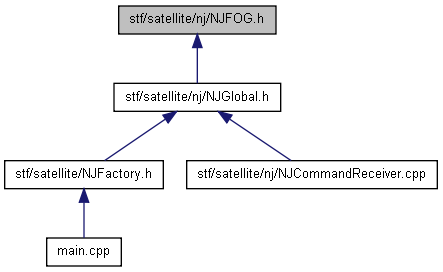 stf/satellite/nj/NJFOG.h
stf/satellite/nj/NJGlobal.h
stf/satellite/NJFactory.h
stf/satellite/nj/NJCommandReceiver.cpp
main.cpp